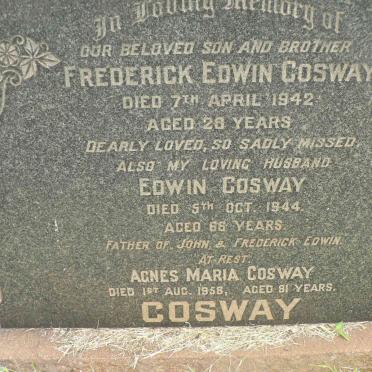 In Loving Memory of
OUR BELOVED SON AND BROTHER
FREDERICK EDWIN COSWAY
DIED 7TH APRIL 1942
AGED 26 YEARS
DEARLY LOVED, SO SADLY MISSED.
ALSO MY LOVING HUSBAND
EDWIN COSWAY
DIED 5TH OCT. 1944.
AGED 66 YEARS.
FATHER OF JOHN & FREDERICK EDWIN.
AT REST.
AGNES MARIA COSWAY
DIED 1ST AUG. 1958, AGED 81 YEARS.
COSWAY